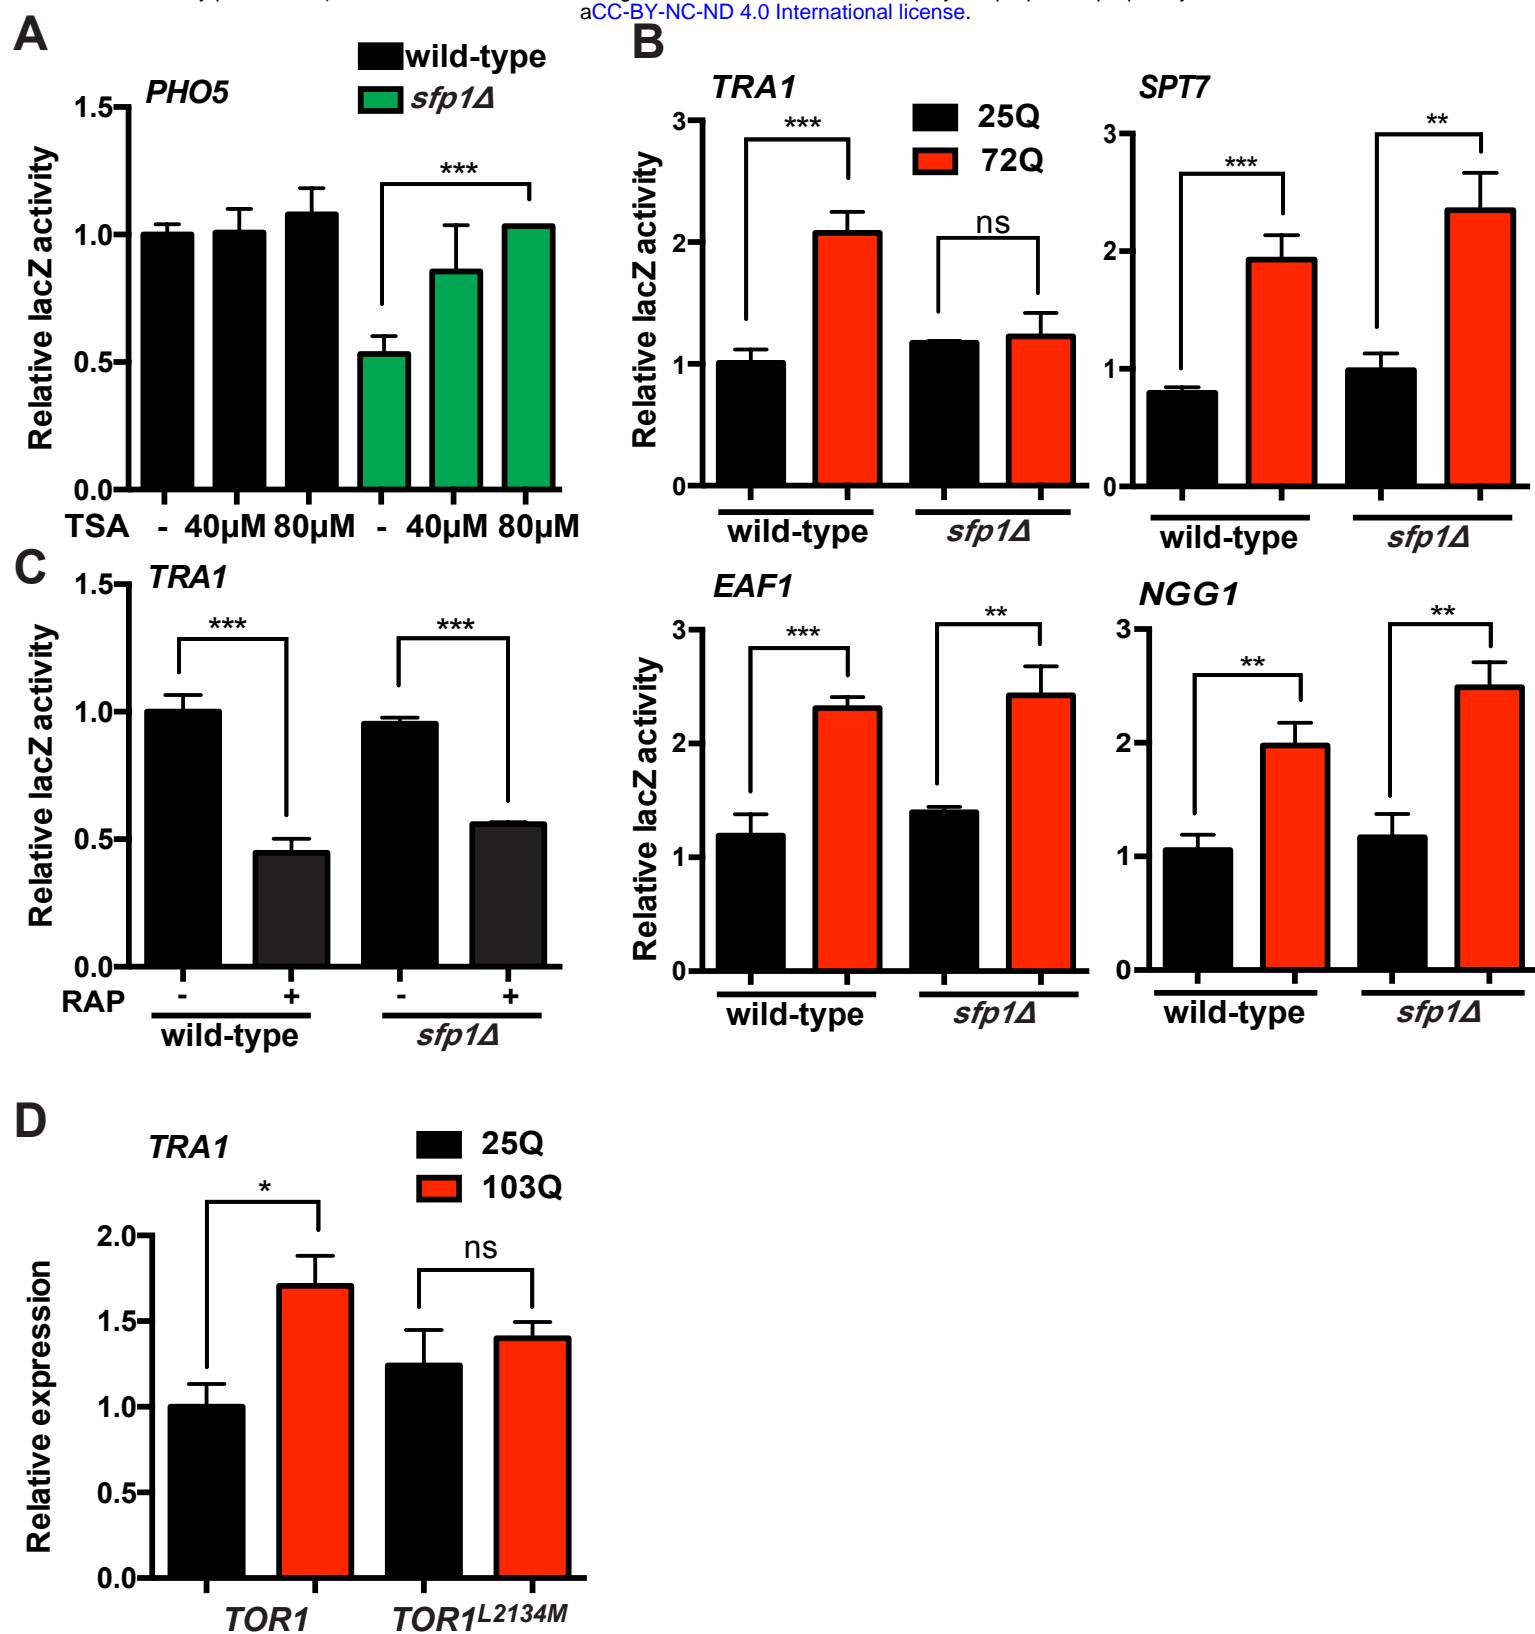 aCC-BY-NC-ND 4.0 International license.
A
wild-type
sfp1Δ
PHO5
Relative lacZ activity
1.5
1.0
0.5
0.0
***
TSA - 40µM 80µM - 40µM 80µM
B
TRA1
25Q
72Q
Relative lacZ activity
3
2
1
0
***
ns
wild-type sfp1Δ
SPT7
3
2
1
0
***
**
wild-type sfp1Δ
EAF1
Relative lacZ activity
3
2
1
0
***
**
wild-type sfp1Δ
NGG1
3
2
1
0
**
**
wild-type sfp1Δ
C
TRA1
Relative lacZ activity
1.5
1.0
0.5
0.0
***
***
RAP - + - +
wild-type sfp1Δ
D
TRA1
25Q
103Q
Relative expression
2.0
1.5
1.0
0.5
0.0
*
ns
TOR1 TOR1L2134M